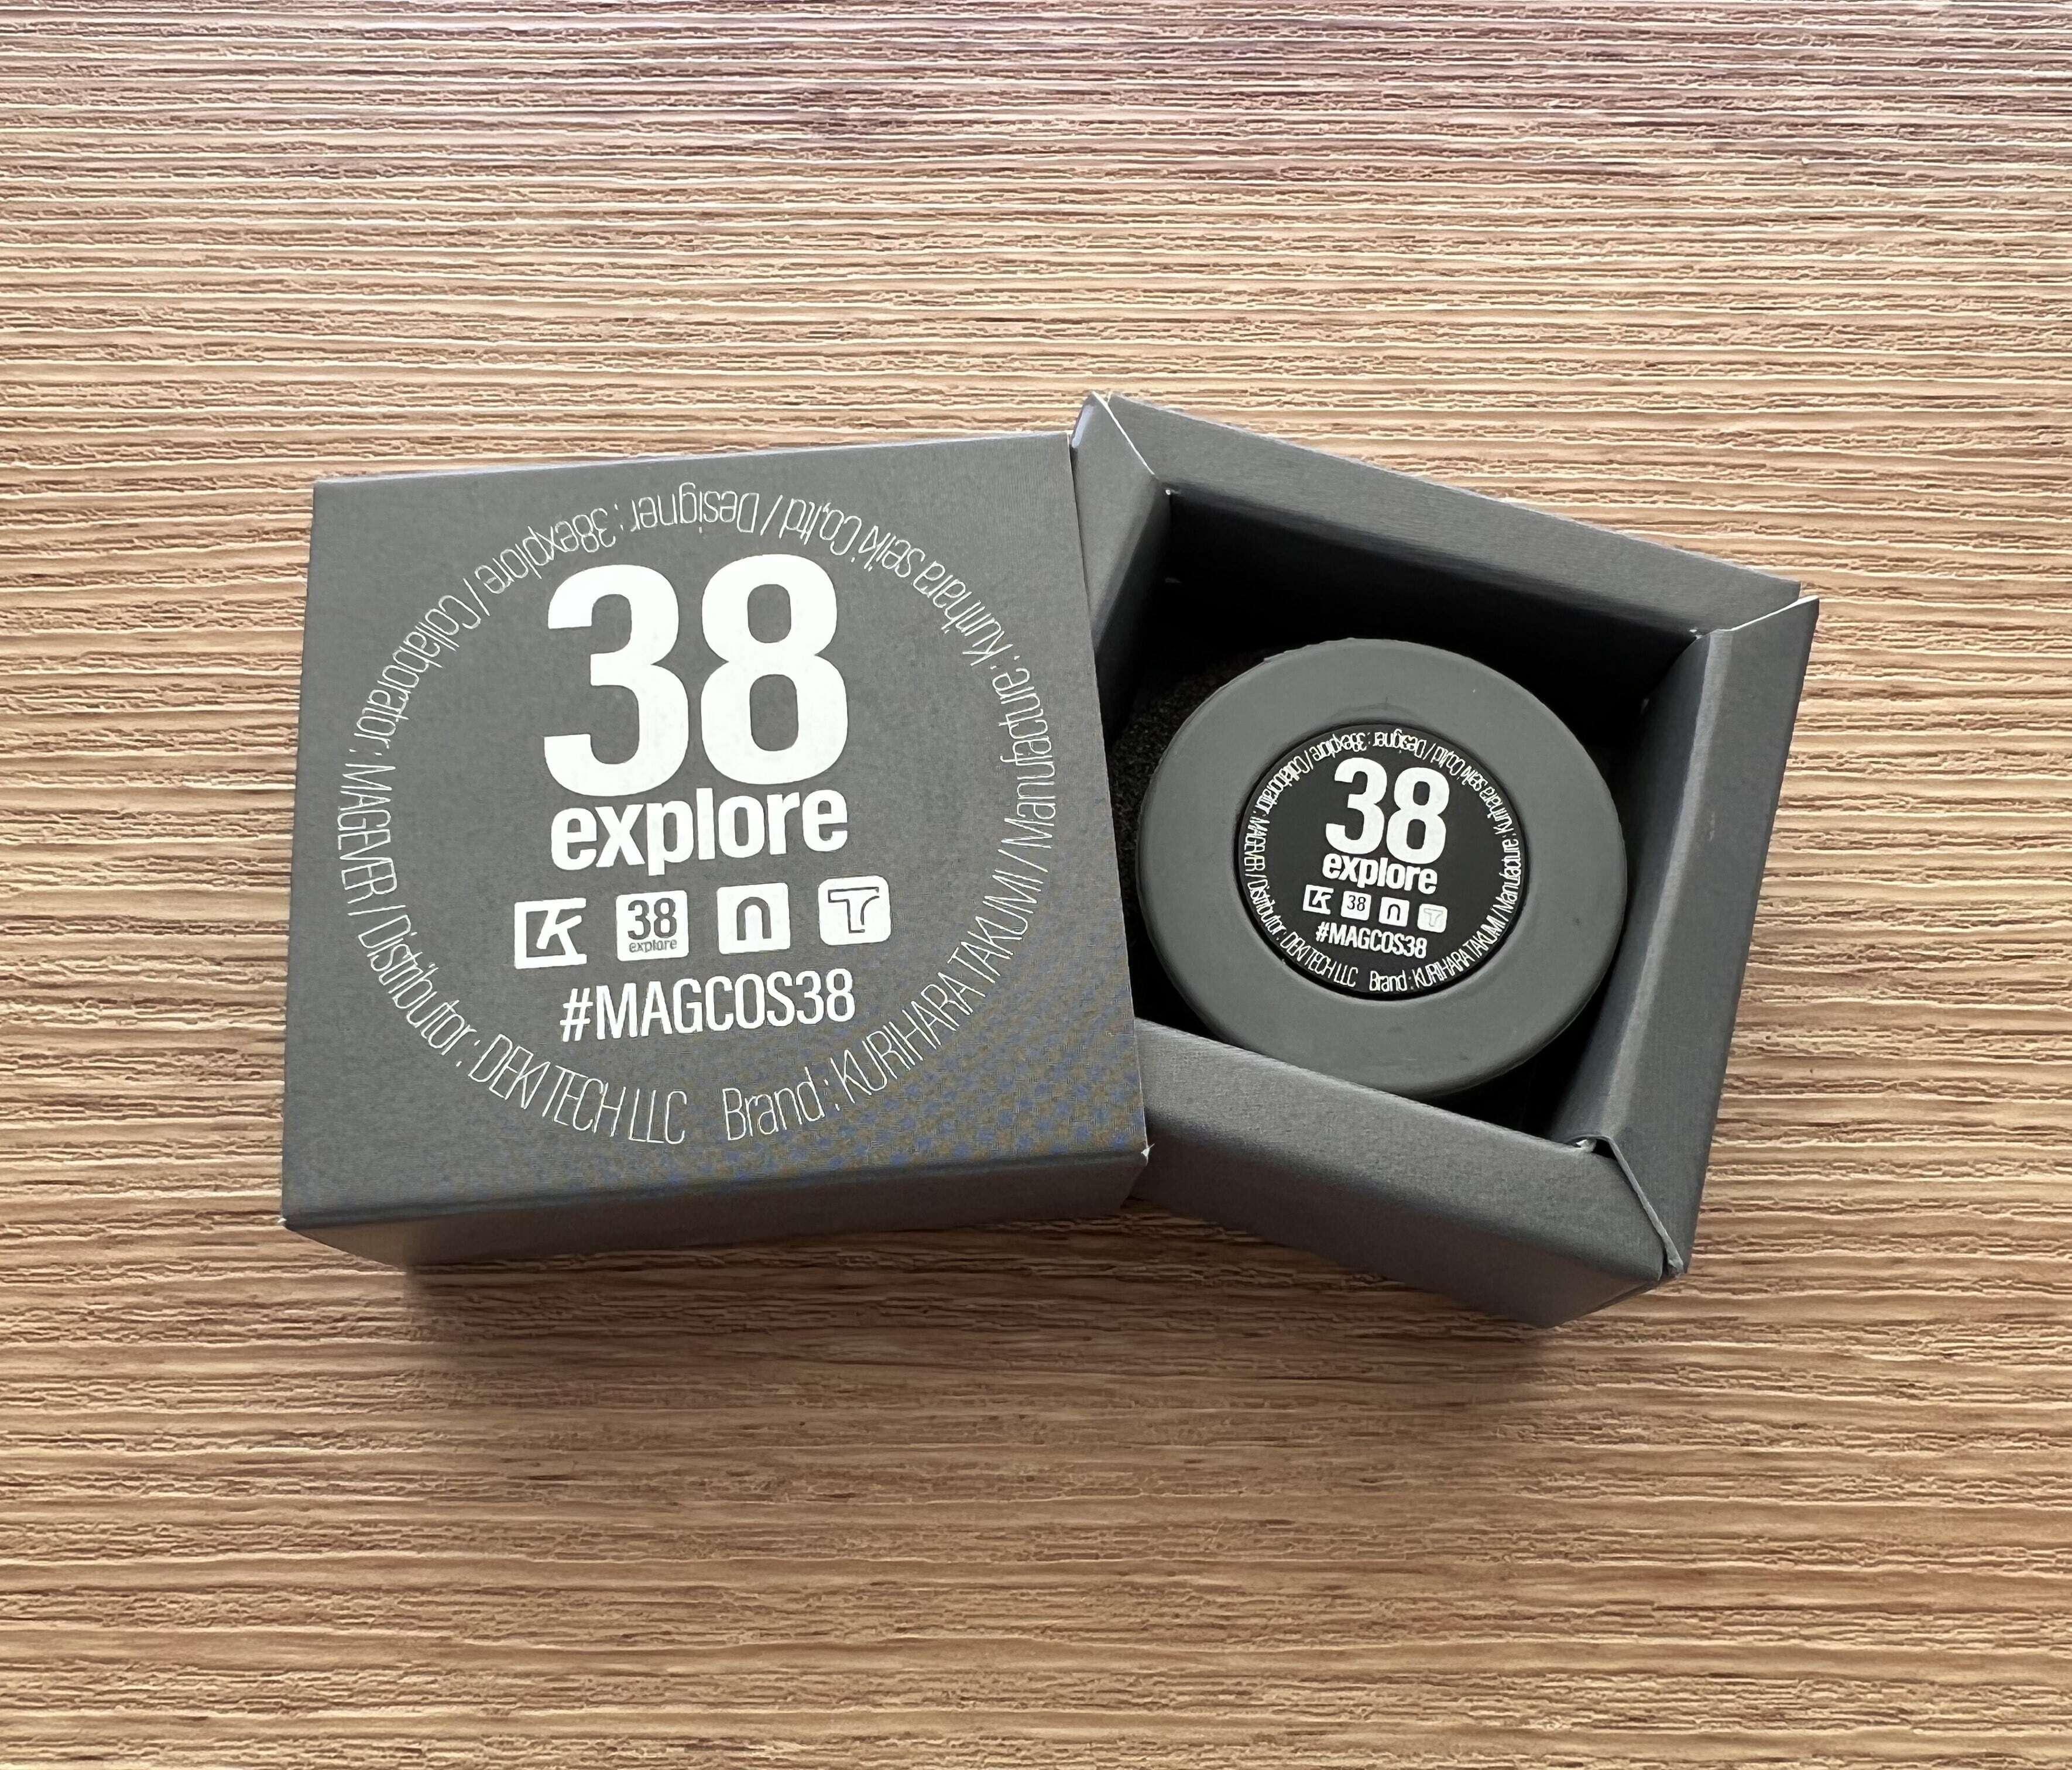 38
explore
38
explore
#MAGCOS38
Brand : KURIHARA TAKUMI / Manufacture : Kurihara seiki Co.,ltd / Designer : 38explore / Collaborator : MAGEVER / Distributor : DEKI TECH LLC
38
explore
38
#MAGCOS38
Brand : KURIHARA TAKUMI / Manufacture : Kurihara seiki Co.,ltd / Designer : 38explore / Collaborator : MAGEVER / Distributor : DEKI TECH LLC